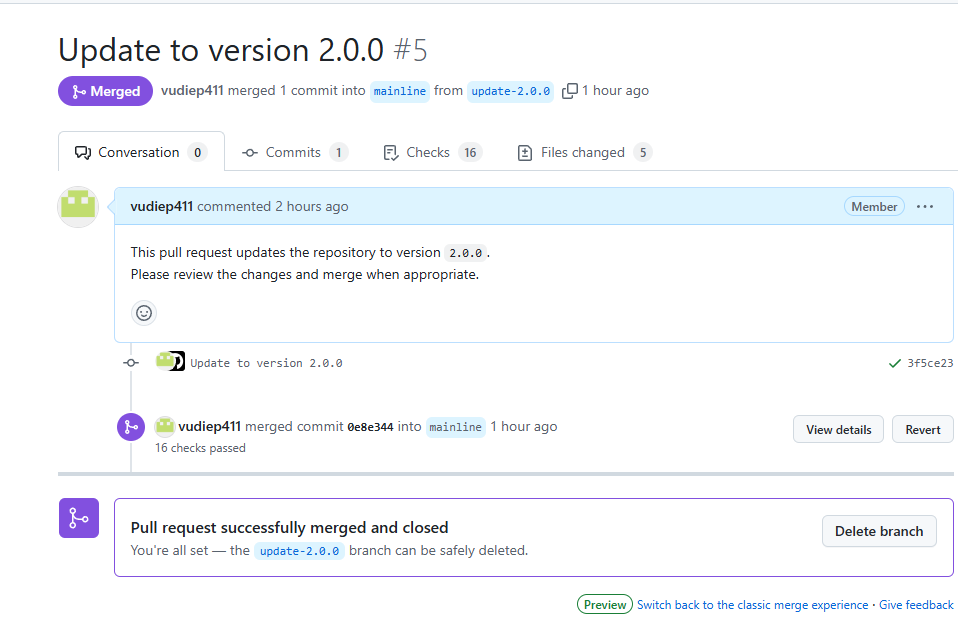 Update to version 2.0.0 #5
Merged vudiep411 merged 1 commit into mainline from update-2.0.0 1 hour ago
Conversation 0 Commits 1 Checks 16 Files changed 5
vudiep411 commented 2 hours ago Member ...
This pull request updates the repository to version 2.0.0.
Please review the changes and merge when appropriate.
Update to version 2.0.0 3f5ce23
vudiep411 merged commit 0e8e344 into mainline 1 hour ago View details Revert
16 checks passed
Pull request successfully merged and closed
You're all set — the update-2.0.0 branch can be safely deleted. Delete branch
Preview Switch back to the classic merge experience · Give feedback